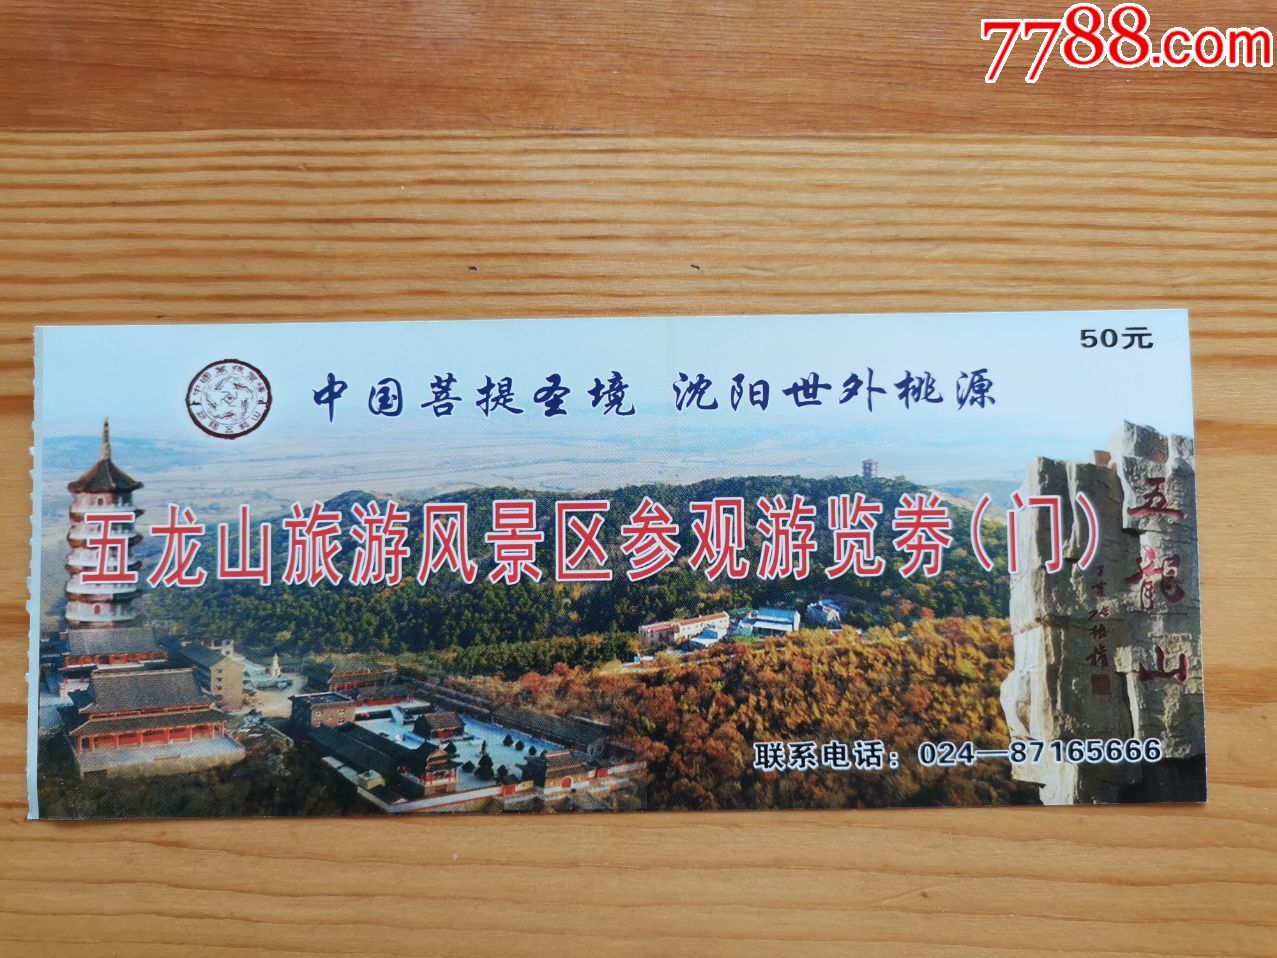 7788.com
50元
中国菩提圣境 沈阳世外桃源
五龙山旅游风景区参观游览券(门)
五龍山
联系电话：024—87165666